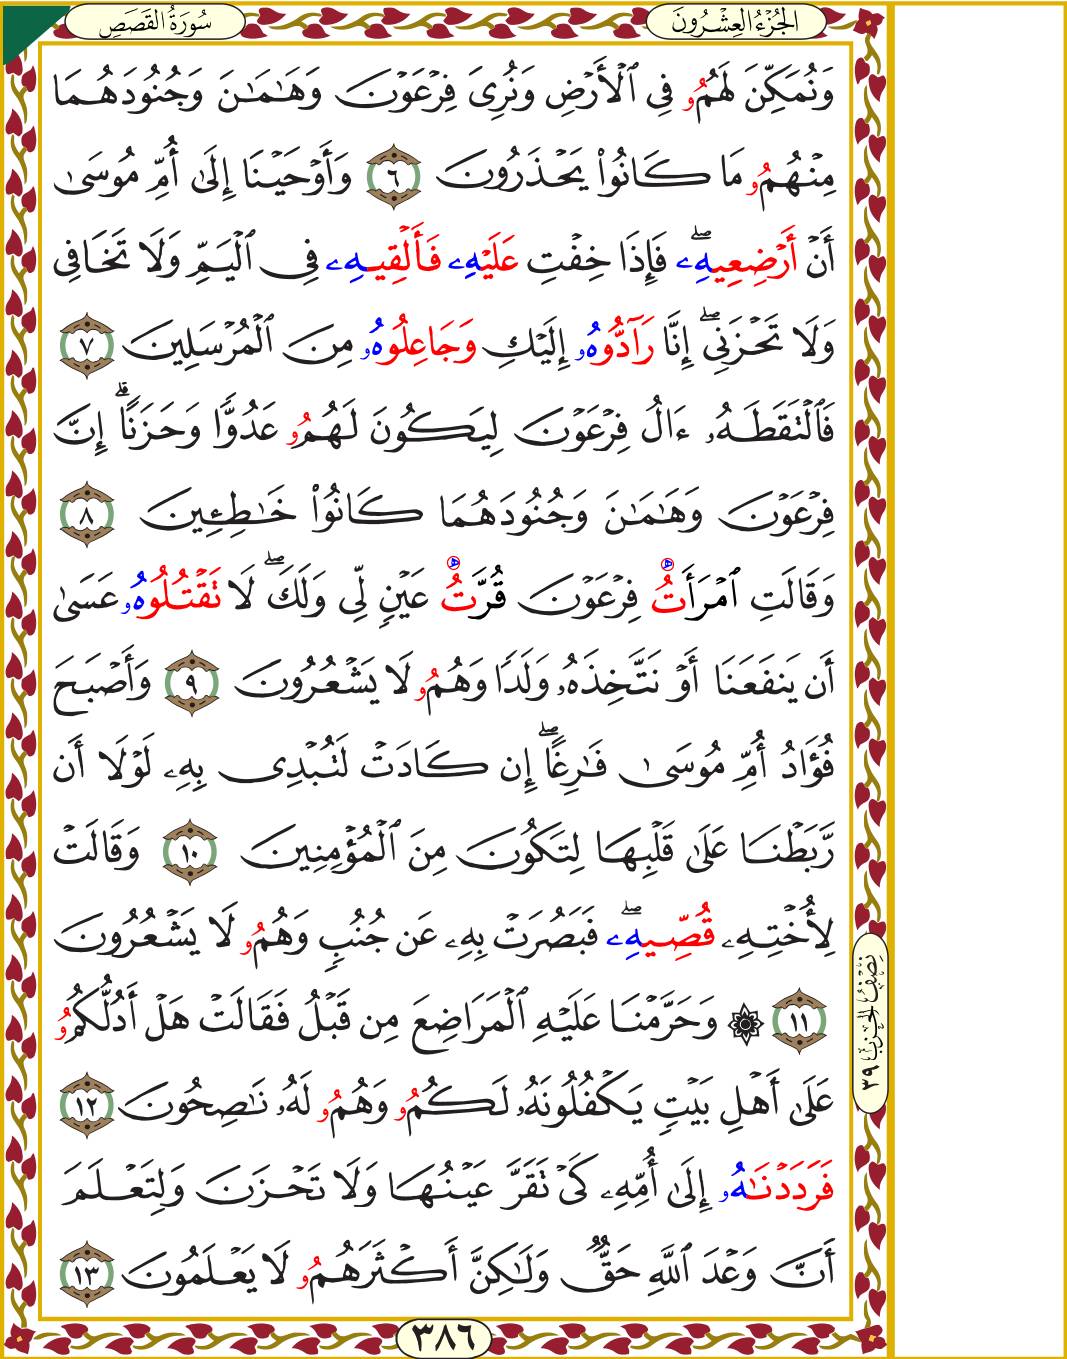 سُورَةُ القَصَصِ
الجُزْءُ العِشْرُونَ
وَنُمَكِّنَ لَهُمُۥ فِي ٱلْأَرْضِ وَنُرِىَ فِرْعَوْنَ وَهَٰمَٰنَ وَجُنُودَهُمَا
مِنْهُمُۥ مَا كَانُوا۟ يَحْذَرُونَ ٦ وَأَوْحَيْنَا إِلَىٰ أُمِّ مُوسَىٰ
أَنْ أَرْضِعِيهِۦۖ فَإِذَا خِفْتِ عَلَيْهِۦ فَأَلْقِيهِۦ فِي ٱلْيَمِّ وَلَا تَخَافِي
وَلَا تَحْزَنِيۖ إِنَّا رَآدُّوهُۥ إِلَيْكِ وَجَاعِلُوهُۥ مِنَ ٱلْمُرْسَلِينَ ٧
فَٱلْتَقَطَهُۥ ءَالُ فِرْعَوْنَ لِيَكُونَ لَهُمُۥ عَدُوًّا وَحَزَنًاۗ إِنَّ
فِرْعَوْنَ وَهَٰمَٰنَ وَجُنُودَهُمَا كَانُوا۟ خَٰطِـِٔينَ ٨
وَقَالَتِ ٱمْرَأَتُ فِرْعَوْنَ قُرَّتُ عَيْنٍ لِّي وَلَكَۖ لَا تَقْتُلُوهُۥ عَسَىٰ
أَن يَنفَعَنَا أَوْ نَتَّخِذَهُۥ وَلَدًا وَهُمُۥ لَا يَشْعُرُونَ ٩ وَأَصْبَحَ
فُؤَادُ أُمِّ مُوسَىٰ فَٰرِغًاۖ إِن كَادَتْ لَتُبْدِي بِهِۦ لَوْلَا أَن
رَّبَطْنَا عَلَىٰ قَلْبِهَا لِتَكُونَ مِنَ ٱلْمُؤْمِنِينَ ١٠ وَقَالَتْ
لِأُخْتِهِۦ قُصِّيهِۦۖ فَبَصُرَتْ بِهِۦ عَن جُنُبٍ وَهُمُۥ لَا يَشْعُرُونَ
١١ ۞ وَحَرَّمْنَا عَلَيْهِ ٱلْمَرَاضِعَ مِن قَبْلُ فَقَالَتْ هَلْ أَدُلُّكُمُۥ
عَلَىٰ أَهْلِ بَيْتٍ يَكْفُلُونَهُۥ لَكُمُۥ وَهُمُۥ لَهُۥ نَٰصِحُونَ ١٢
فَرَدَدْنَٰهُۥ إِلَىٰ أُمِّهِۦ كَيْ تَقَرَّ عَيْنُهَا وَلَا تَحْزَنَ وَلِتَعْلَمَ
أَنَّ وَعْدَ ٱللَّهِ حَقٌّ وَلَٰكِنَّ أَكْثَرَهُمُۥ لَا يَعْلَمُونَ ١٣
نِصْفُ الحِزْبِ ٣٩
٣٨٦